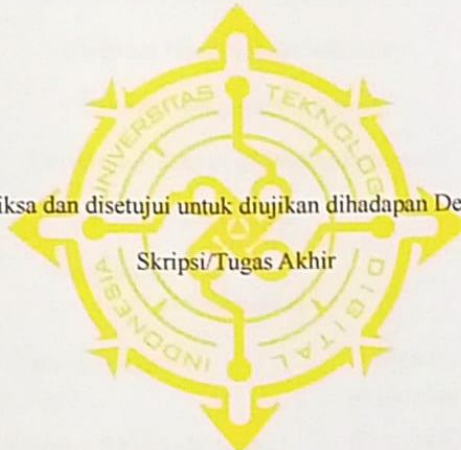 iksa dan disetujui untuk diujikan dihadapan De
Skripsi/Tugas Akhir
UNIVERSITAS TEKNOLOGI DIGITAL INDONESIA